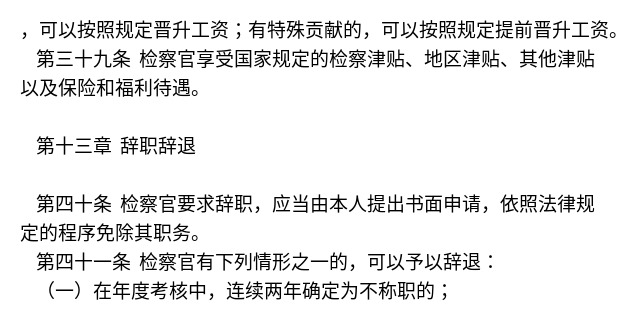 ，可以按照规定晋升工资；有特殊贡献的，可以按照规定提前晋升工资。
第三十九条 检察官享受国家规定的检察津贴、地区津贴、其他津贴
以及保险和福利待遇。
第十三章 辞职辞退
第四十条 检察官要求辞职，应当由本人提出书面申请，依照法律规
定的程序免除其职务。
第四十一条 检察官有下列情形之一的，可以予以辞退：
（一）在年度考核中，连续两年确定为不称职的；